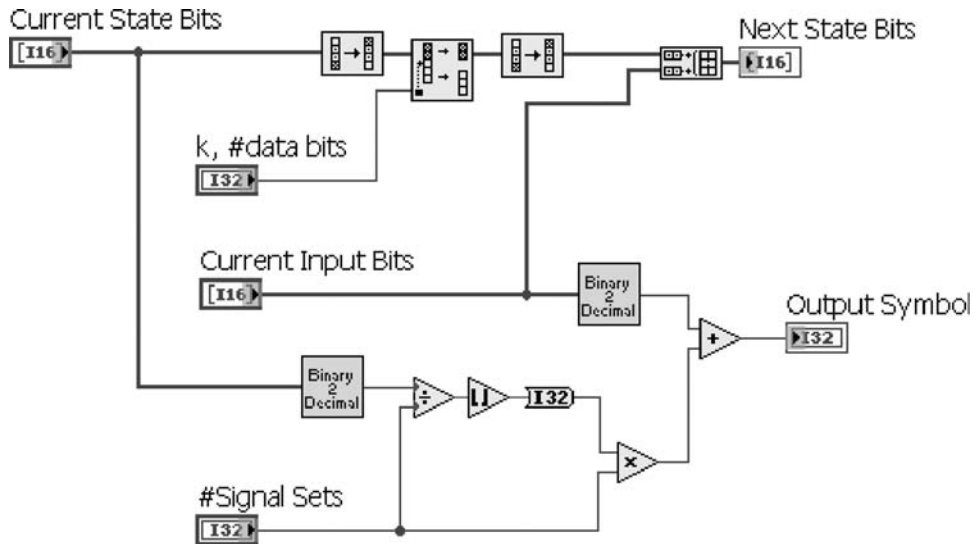 Current State Bits
[I16]
Next State Bits
[I16]
k, #data bits
I32
Current Input Bits
[I16]
Binary
2
Decimal
Output Symbol
I32
Binary
2
Decimal
÷
I32
+
×
#Signal Sets
I32